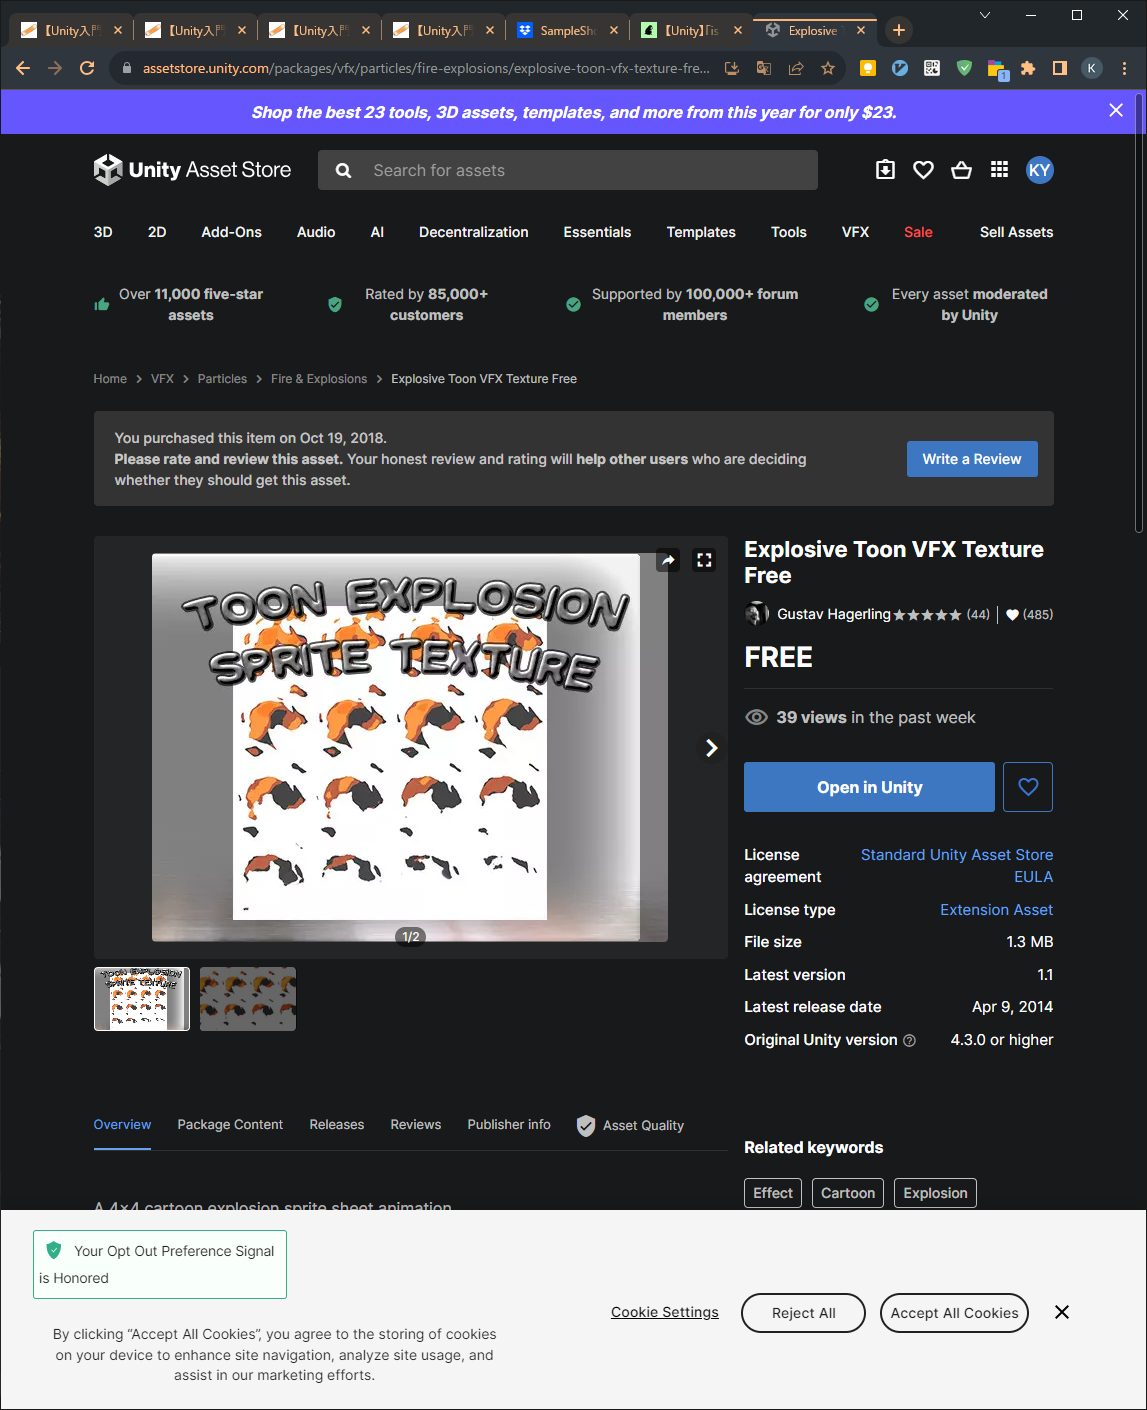 【Unity入門
【Unity入門
【Unity入門
【Unity入門
SampleSh
【Unity】「is
Explosive
assetstore.unity.com/packages/vfx/particles/fire-explosions/explosive-toon-vfx-texture-fre...
1
K
Shop the best 23 tools, 3D assets, templates, and more from this year for only $23.
Unity Asset Store
Search for assets
KY
3D 2D Add-Ons Audio AI Decentralization Essentials Templates Tools VFX Sale Sell Assets
Over 11,000 five-star
assets
Rated by 85,000+
customers
Supported by 100,000+ forum
members
Every asset moderated
by Unity
Home > VFX > Particles > Fire & Explosions > Explosive Toon VFX Texture Free
You purchased this item on Oct 19, 2018.
Please rate and review this asset. Your honest review and rating will help other users who are deciding
whether they should get this asset.
Write a Review
TOON EXPLOSION
SPRITE TEXTURE
1/2
TOON EXPLOSION
SPRITE TEXTURE
Explosive Toon VFX Texture
Free
Gustav Hagerling ★★★★★ (44) | (485)
FREE
39 views in the past week
Open in Unity
License
agreement
Standard Unity Asset Store
EULA
License type Extension Asset
File size 1.3 MB
Latest version 1.1
Latest release date Apr 9, 2014
Original Unity version 4.3.0 or higher
Overview Package Content Releases Reviews Publisher info Asset Quality
Related keywords
Effect Cartoon Explosion
A 4x4 cartoon explosion sprite sheet animation
Your Opt Out Preference Signal
is Honored
By clicking “Accept All Cookies”, you agree to the storing of cookies
on your device to enhance site navigation, analyze site usage, and
assist in our marketing efforts.
Cookie Settings
Reject All
Accept All Cookies